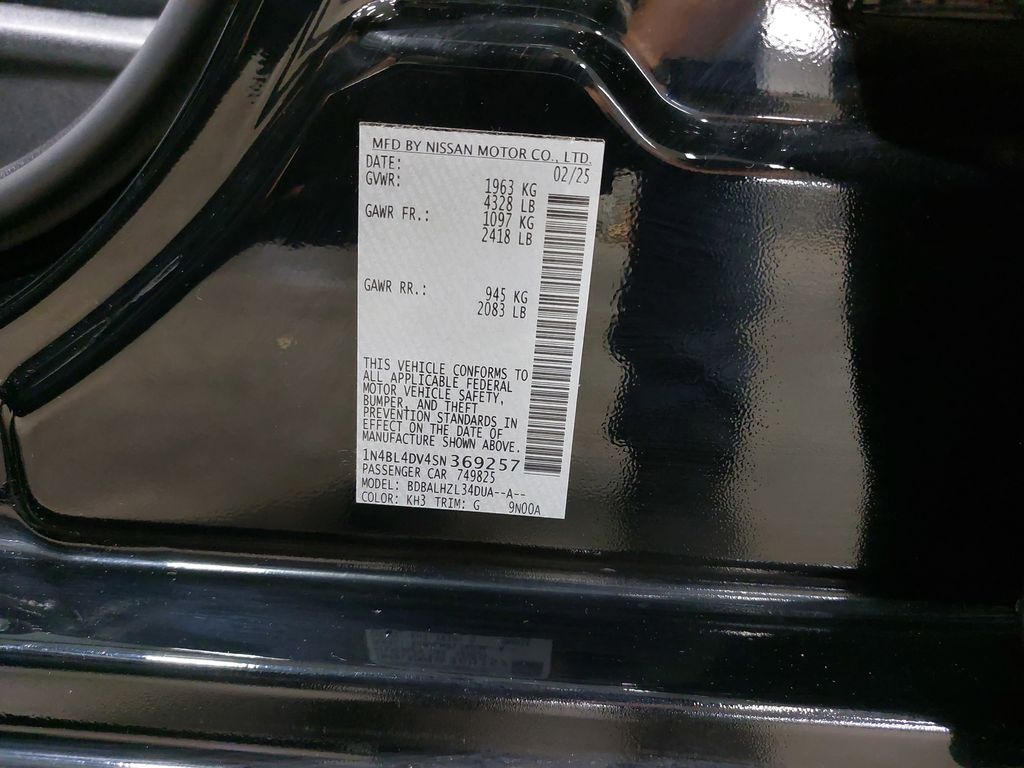 MFD BY NISSAN MOTOR CO., LTD.
DATE: 02/25
GVWR: 1963 KG
4328 LB
GAWR FR.: 1097 KG
2418 LB
GAWR RR.: 945 KG
2083 LB
THIS VEHICLE CONFORMS TO
ALL APPLICABLE FEDERAL
MOTOR VEHICLE SAFETY,
BUMPER, AND THEFT
PREVENTION STANDARDS IN
EFFECT ON THE DATE OF
MANUFACTURE SHOWN ABOVE.
1N4BL4DV4SN369257
PASSENGER CAR 749825
MODEL: BDBALHZL34DUA--A--
COLOR: KH3 TRIM: G 9N00A